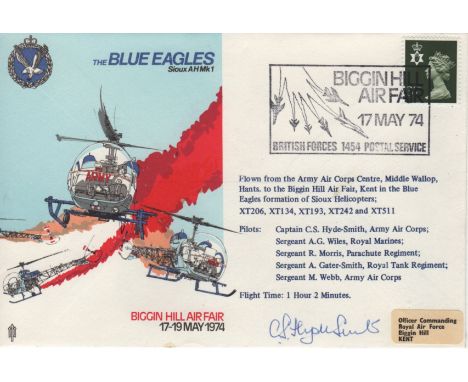 THE BLUE EAGLES
Sioux AH Mk1
BIGGIN HILL
AIR FAIR
17 MAY 74
BRITISH FORCES 1454 POSTAL SERVICE
ARMY
Flown from the Army Air Corps Centre, Middle Wallop,
Hants. to the Biggin Hill Air Fair, Kent in the Blue
Eagles formation of Sioux Helicopters;
XT206, XT134, XT193, XT242 and XT511
Pilots: Captain C.S. Hyde-Smith, Army Air Corps;
Sergeant A.G. Wiles, Royal Marines;
Sergeant R. Morris, Parachute Regiment;
Sergeant A. Gater-Smith, Royal Tank Regiment;
Sergeant M. Webb, Army Air Corps
Flight Time: 1 Hour 2 Minutes.
BIGGIN HILL AIR FAIR
17-19 MAY 1974
CS Hyde Smith
Officer Commanding
Royal Air Force
Biggin Hill
KENT